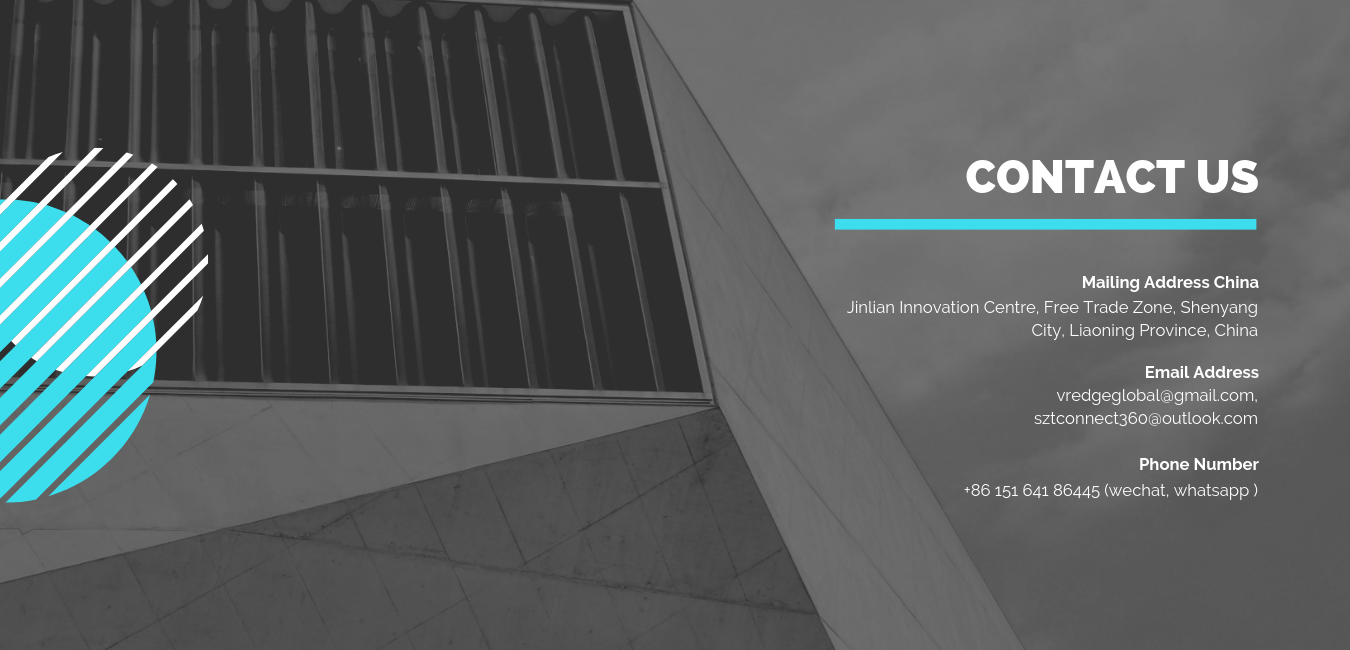 CONTACT US
Mailing Address China
Jinlian Innovation Centre, Free Trade Zone, Shenyang
City, Liaoning Province, China
Email Address
vredgeglobal@gmail.com,
sztconnect360@outlook.com
Phone Number
+86 151 641 86445 (wechat, whatsapp )